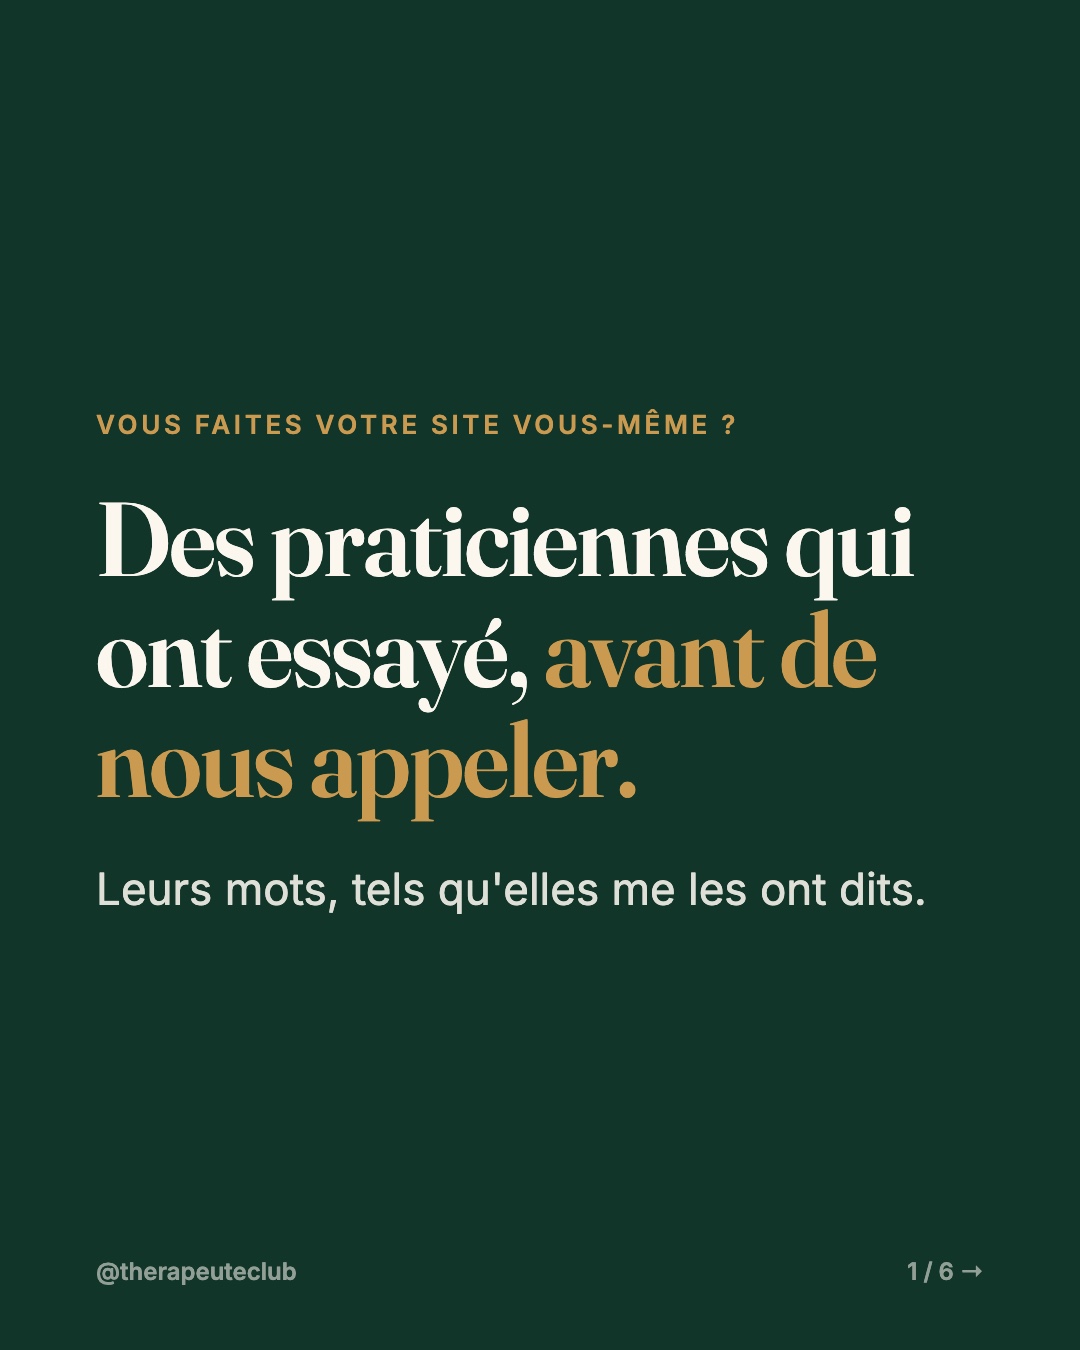 VOUS FAITES VOTRE SITE VOUS-MÊME ?
Des praticiennes qui
ont essayé, avant de
nous appeler.
Leurs mots, tels qu'elles me les ont dits.
@therapeuteclub
1 / 6 →